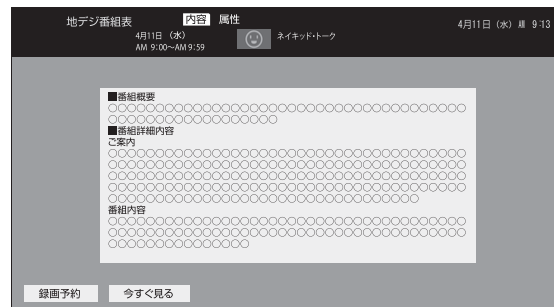 地デジ番組表 内容 属性
4月11日（水） AM 9:13
4月11日 （水）
AM 9:00～AM 9:59
ネイキッド・トーク
■番組概要
○○○○○○○○○○○○○○○○○○○○○○○○○○○○○○○○○○○○○○
○○○○○○○○○○○○○○○○○○
■番組詳細内容
ご案内
○○○○○○○○○○○○○○○○○○○○○○○○○○○○○○○○○○○○○○
○○○○○○○○○○○○○○○○○○○○○○○○○○○○○○○○○○○○○○
○○○○○○○○○○○○○○○○○○○○○○○○○○○○○○○○○○○○○○
○○○○○○○○○○○○○○○○○○○○○○○○○○○○○○○○○○○○○○
○○○○○○○○○○○○○○○○○○○○○○○○○○○○○○○○○
番組内容
○○○○○○○○○○○○○○○○○○○○○○○○○○○○○○○○○○○○○○
○○○○○○○○○○○○○○○○○○○○○○○○○○○○○○○○○○○○○○
○○○○○○○○○○○○○○○
録画予約 今すぐ見る